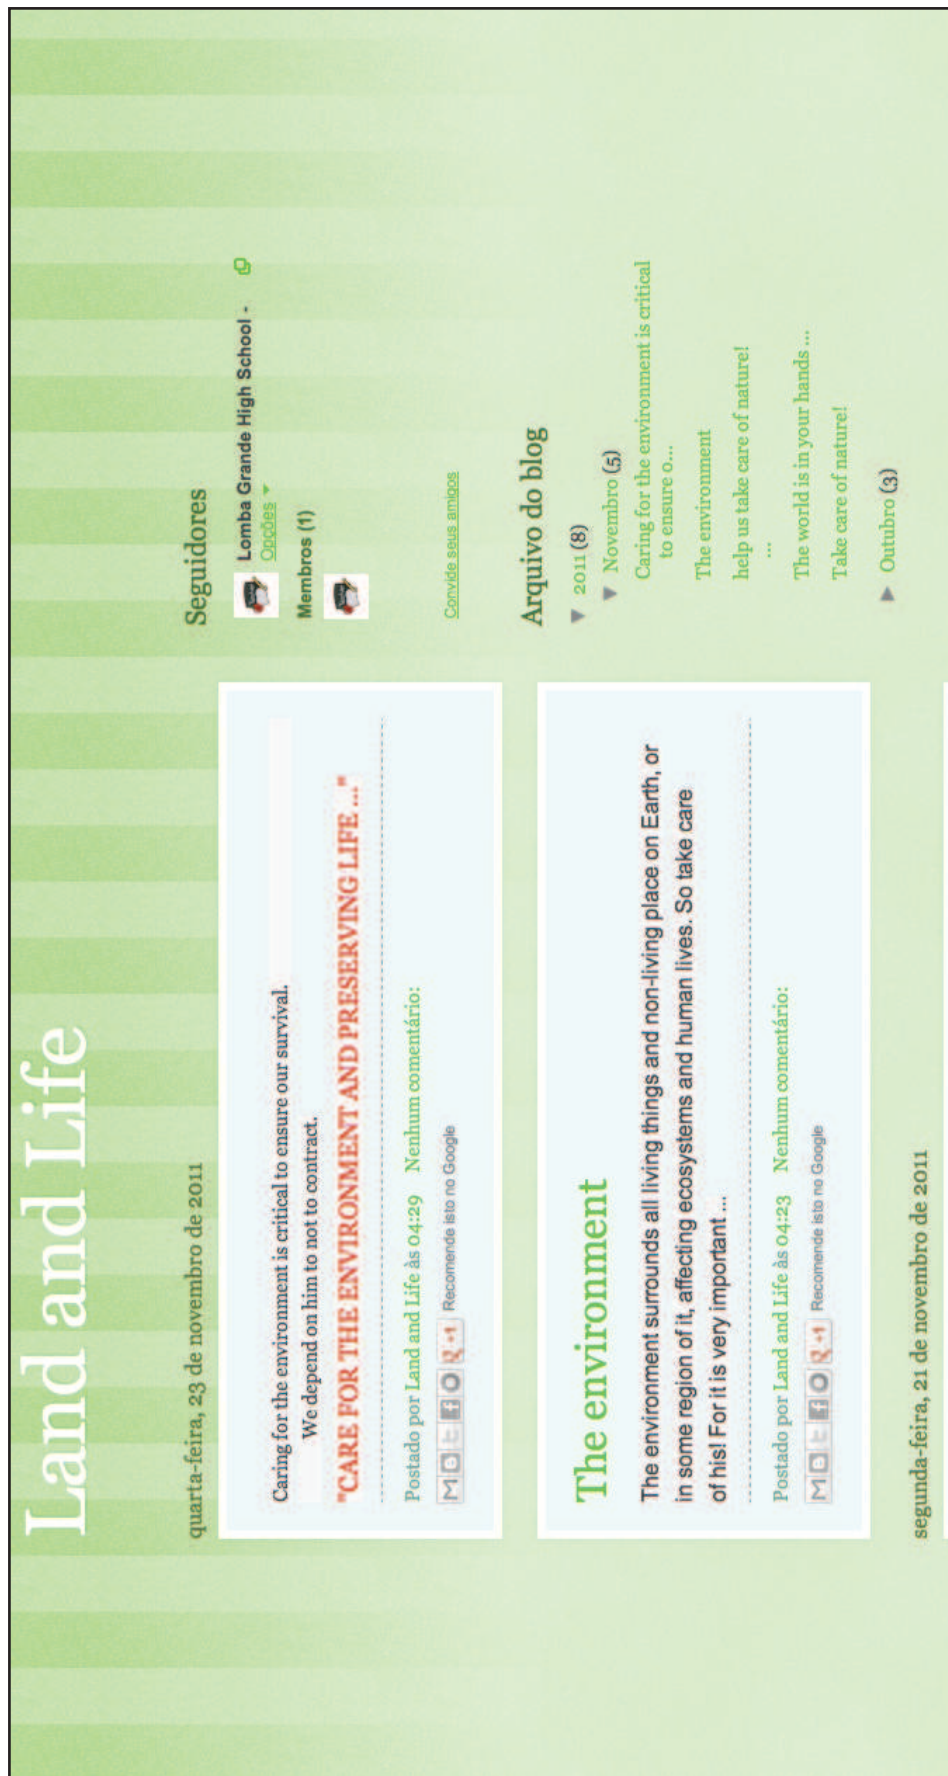 Land and Life
quarta-feira, 23 de novembro de 2011
Caring for the environment is critical to ensure our survival.
We depend on him to not to contract.
"CARE FOR THE ENVIRONMENT AND PRESERVING LIFE ..."
Postado por Land and Life às 04:29 Nenhum comentário:
+1 Recomende isto no Google
The environment
The environment surrounds all living things and non-living place on Earth, or
in some region of it, affecting ecosystems and human lives. So take care
of his! For it is very important ...
Postado por Land and Life às 04:23 Nenhum comentário:
+1 Recomende isto no Google
segunda-feira, 21 de novembro de 2011
Seguidores
Lomba Grande High School -
Opções
Membros (1)
Convide seus amigos
Arquivo do blog
▼ 2011 (8)
▼ Novembro (5)
Caring for the environment is critical
to ensure o...
The environment
help us take care of nature!
...
The world is in your hands ...
Take care of nature!
► Outubro (3)